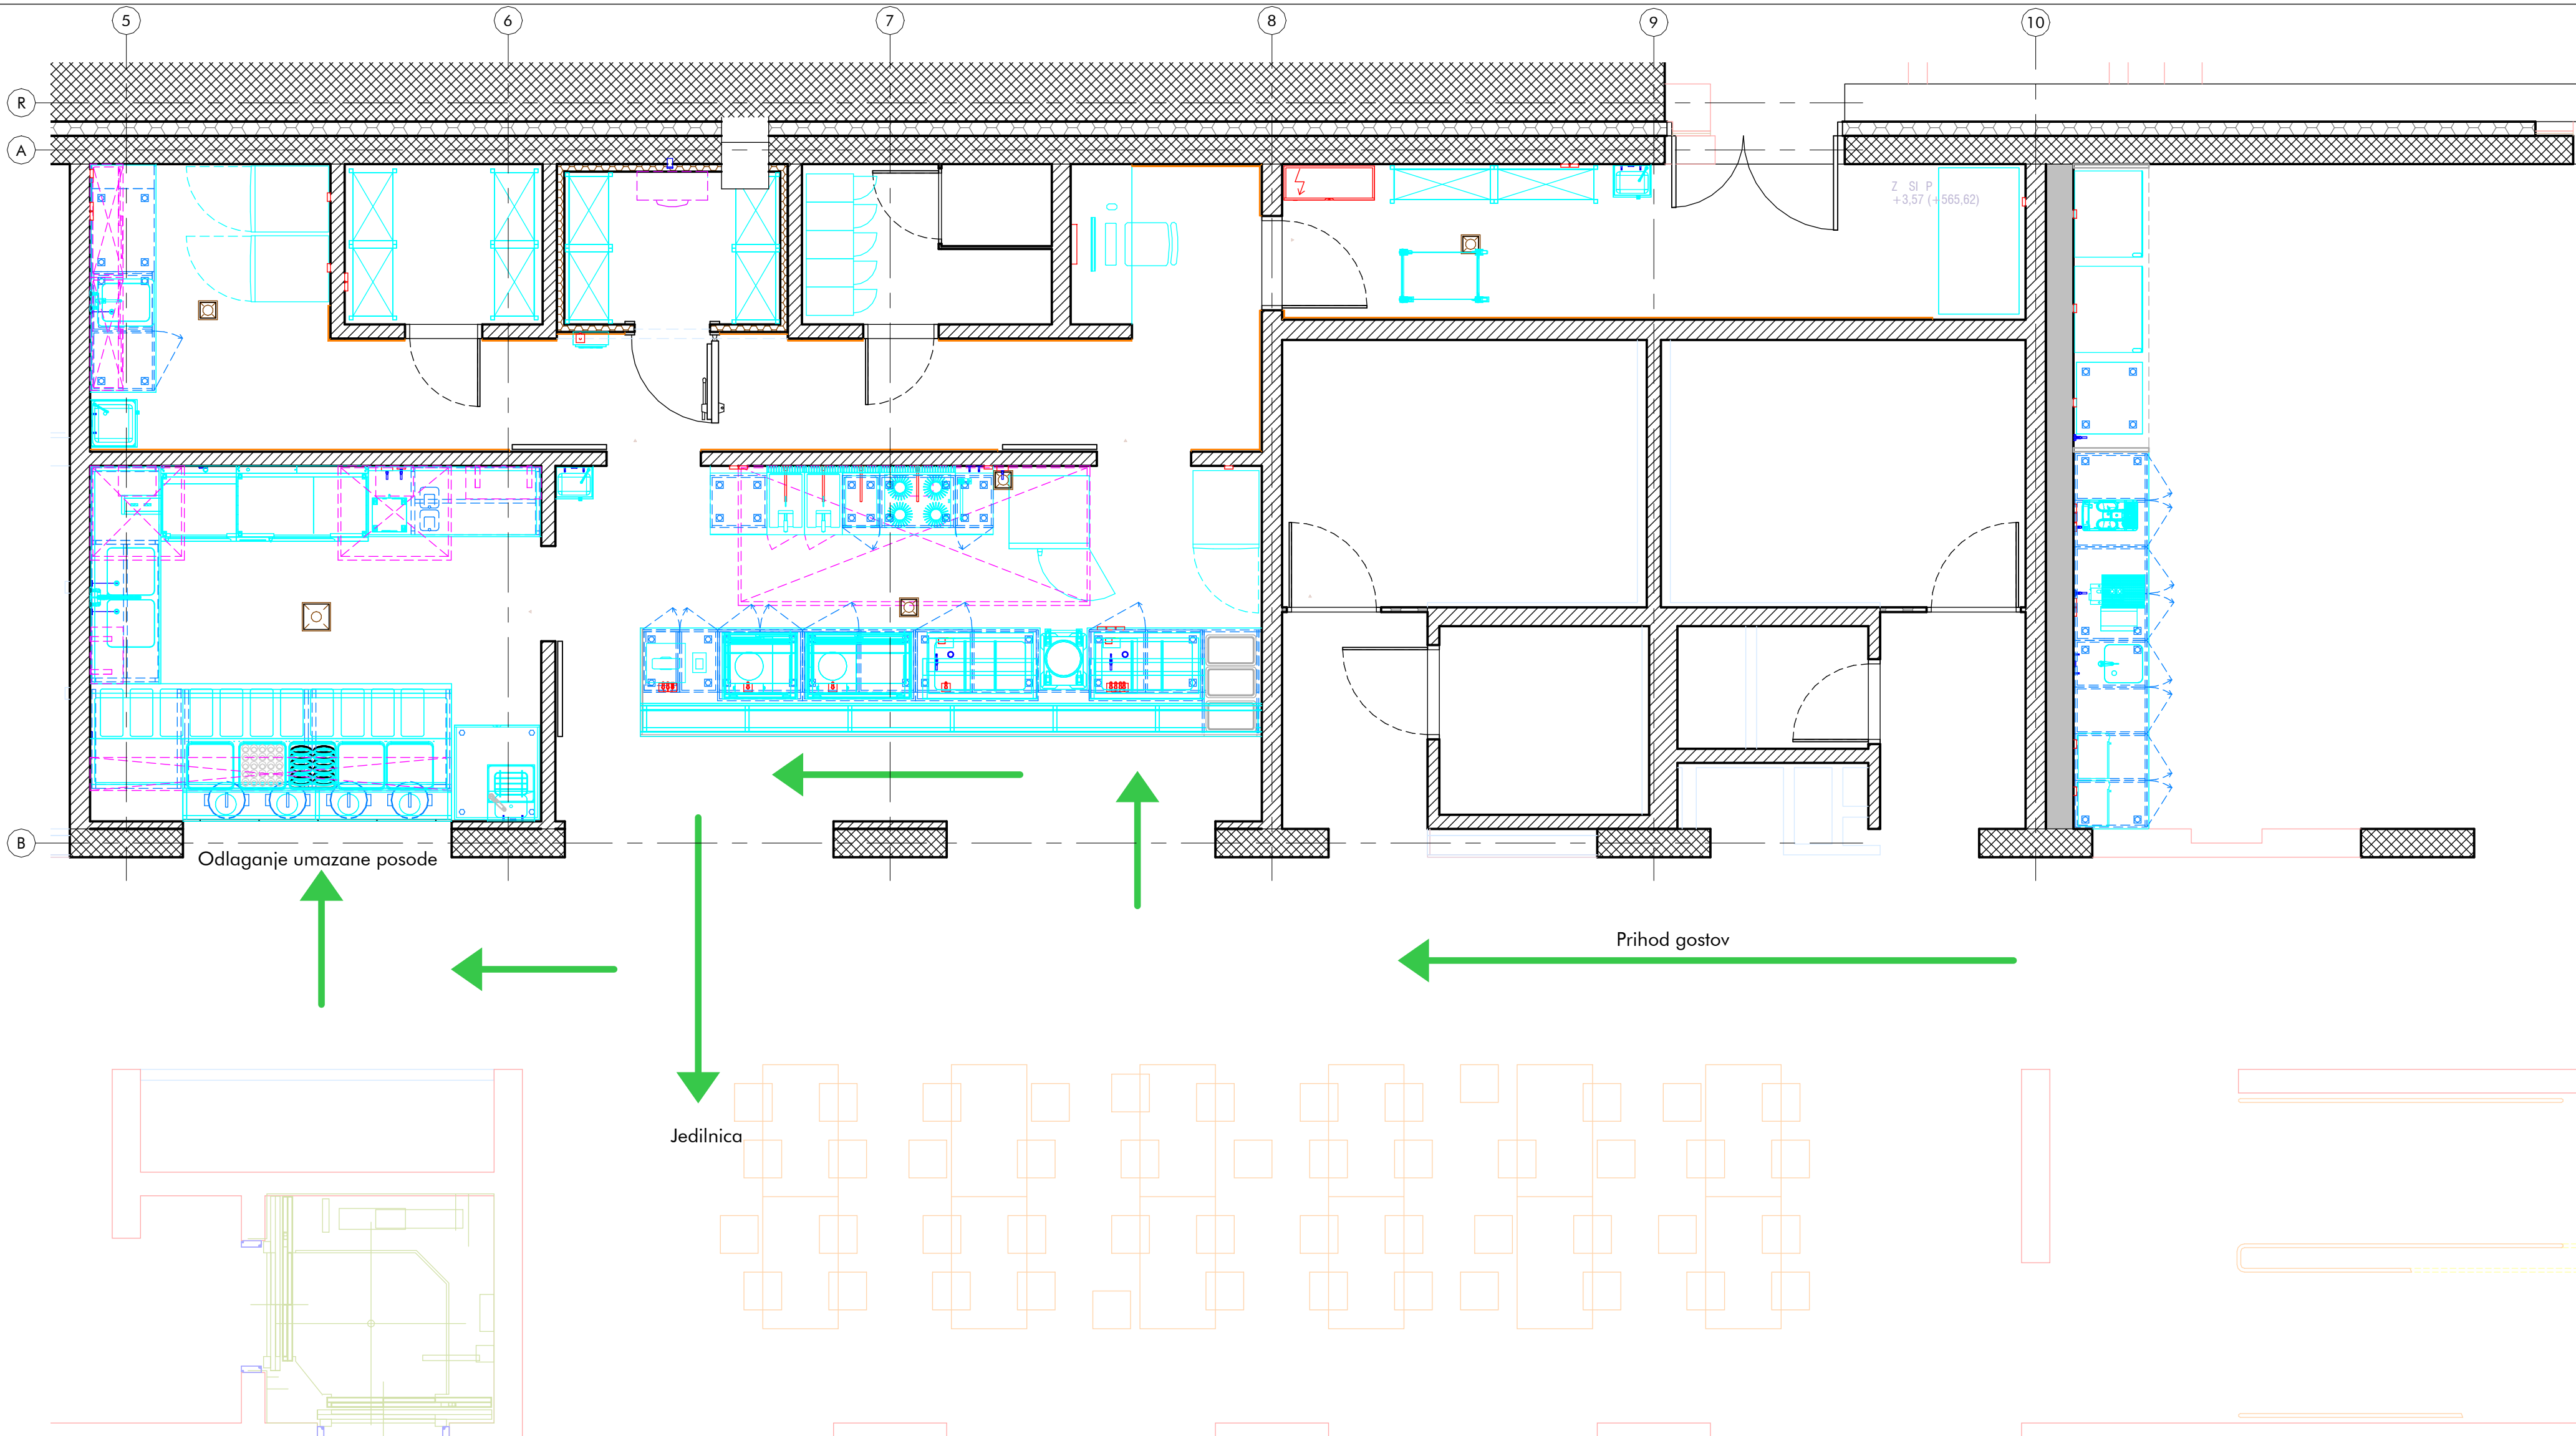 5
6
7
8
9
10
R
A
Z SI P
+3,57 (+565,62)
B
Odlaganje umazane posode
Prihod gostov
Jedilnica